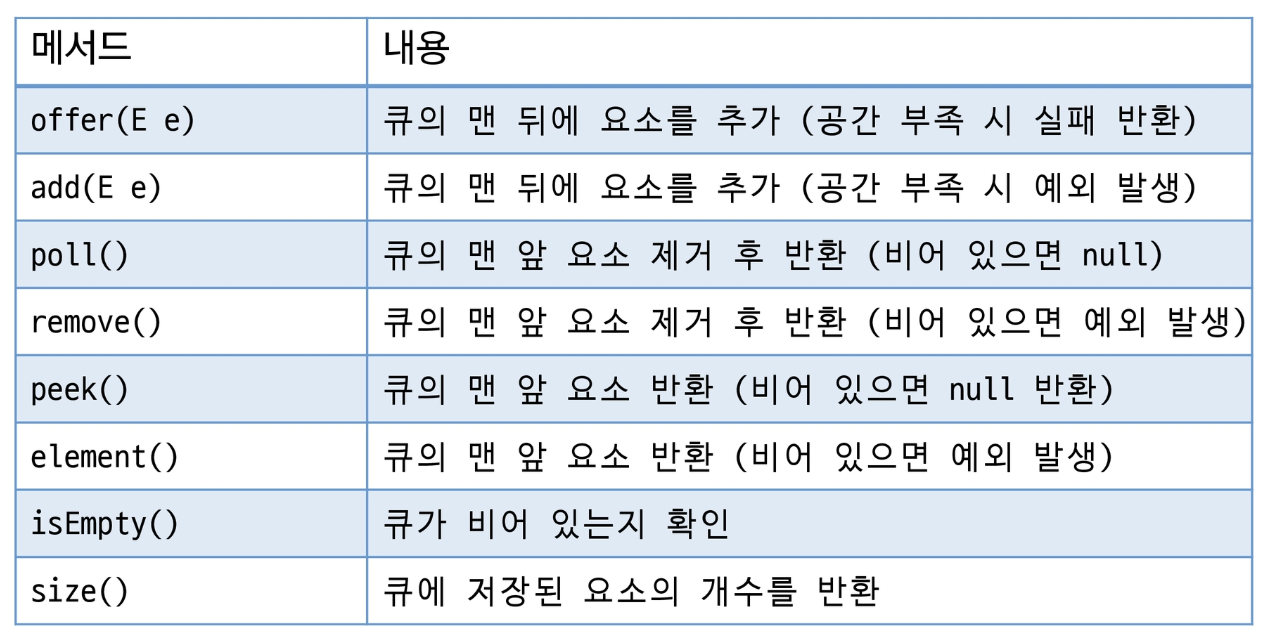 메서드 내용
offer(E e) 큐의 맨 뒤에 요소를 추가 (공간 부족 시 실패 반환)
add(E e) 큐의 맨 뒤에 요소를 추가 (공간 부족 시 예외 발생)
poll() 큐의 맨 앞 요소 제거 후 반환 (비어 있으면 null)
remove() 큐의 맨 앞 요소 제거 후 반환 (비어 있으면 예외 발생)
peek() 큐의 맨 앞 요소 반환 (비어 있으면 null 반환)
element() 큐의 맨 앞 요소 반환 (비어 있으면 예외 발생)
isEmpty() 큐가 비어 있는지 확인
size() 큐에 저장된 요소의 개수를 반환